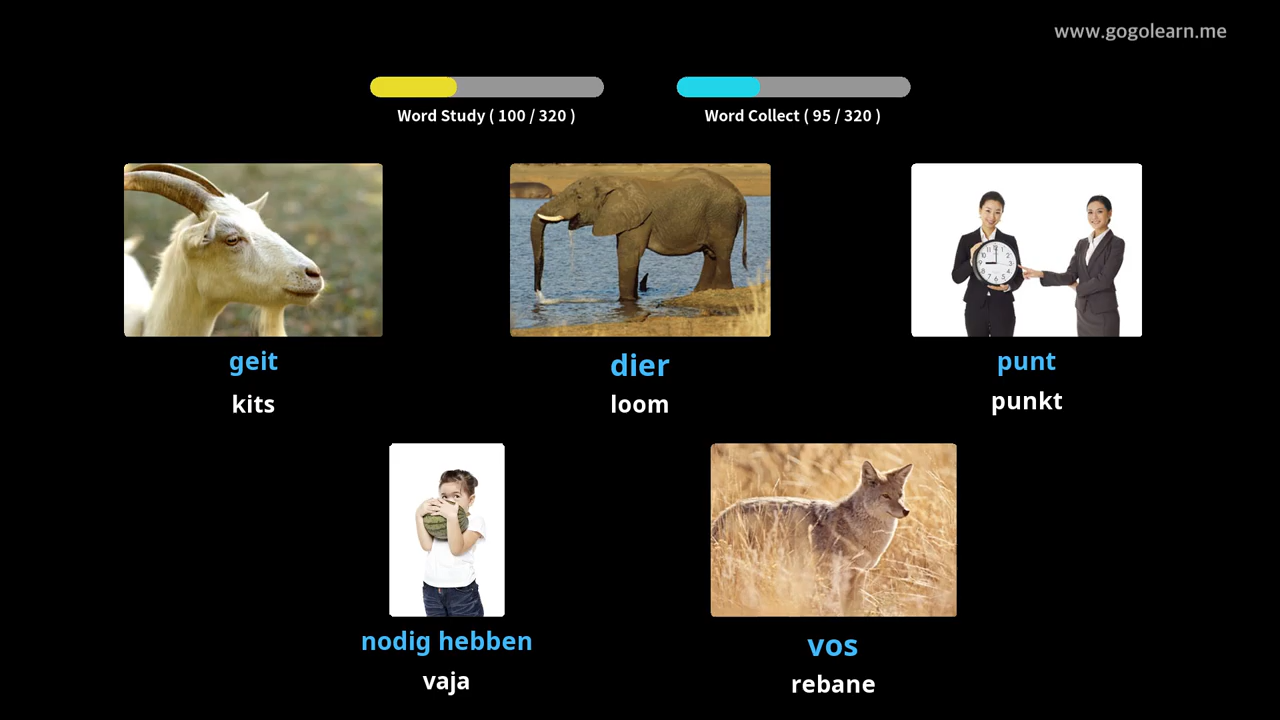 www.gogolearn.me
Word Study ( 100 / 320 )
Word Collect ( 95 / 320 )
geit
kits
dier
loom
punt
punkt
nodig hebben
vaja
vos
rebane